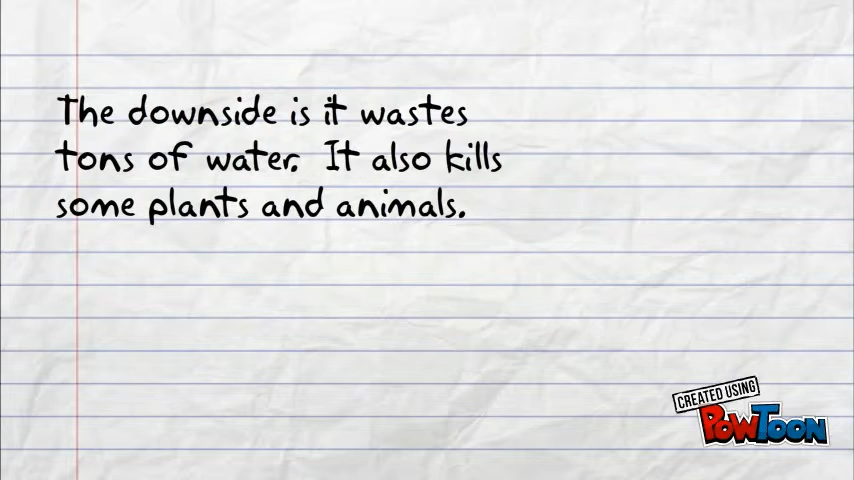 The downside is it wastes
tons of water. It also kills
some plants and animals.
CREATED USING
POWTOON